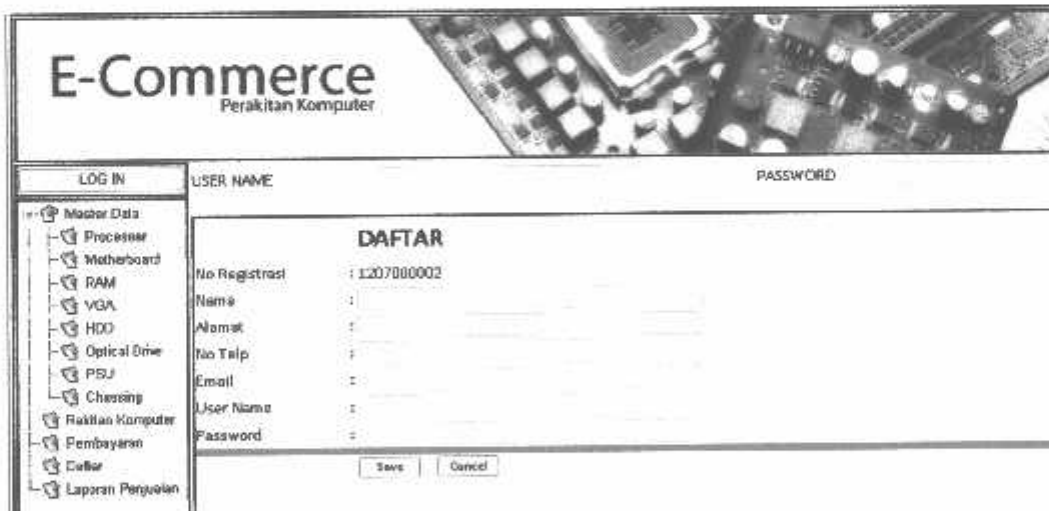 E-Commerce
Perakitan Komputer
LOG IN
USER NAME
PASSWORD
Master Data
Processor
Motherboard
RAM
VGA
HDD
Optical Drive
PSU
Chassing
Rakitan Komputer
Pembayaran
Daftar
Laporan Penjualan
DAFTAR
No Registrasi : 1207000002
Nama :
Alamat :
No Telp :
Email :
User Name :
Password :
Save
Cancel